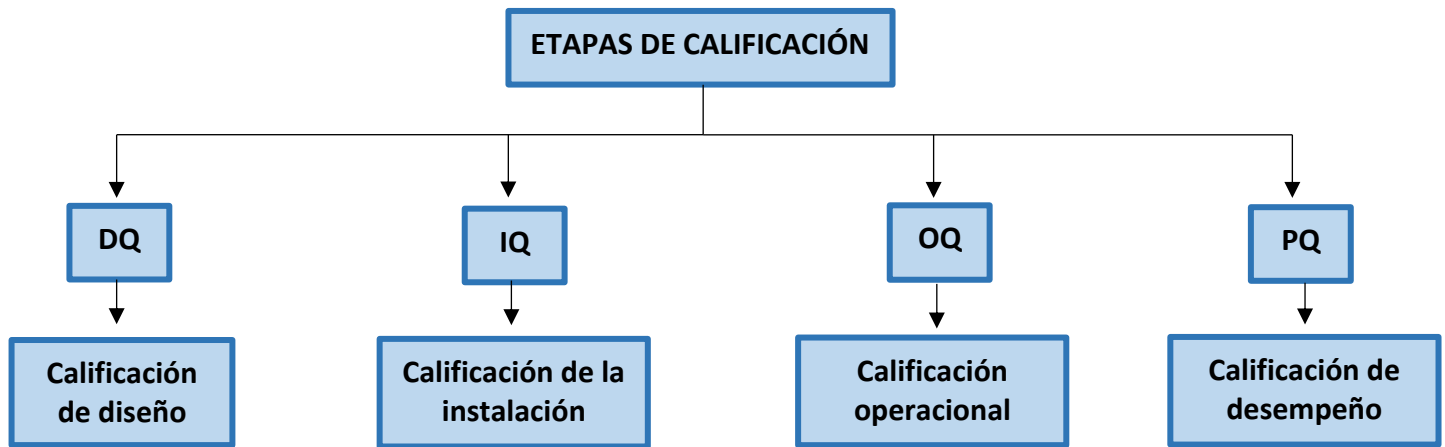 ETAPAS DE CALIFICACIÓN
DQ
IQ
OQ
PQ
Calificación
de diseño
Calificación de la
instalación
Calificación
operacional
Calificación de
desempeño